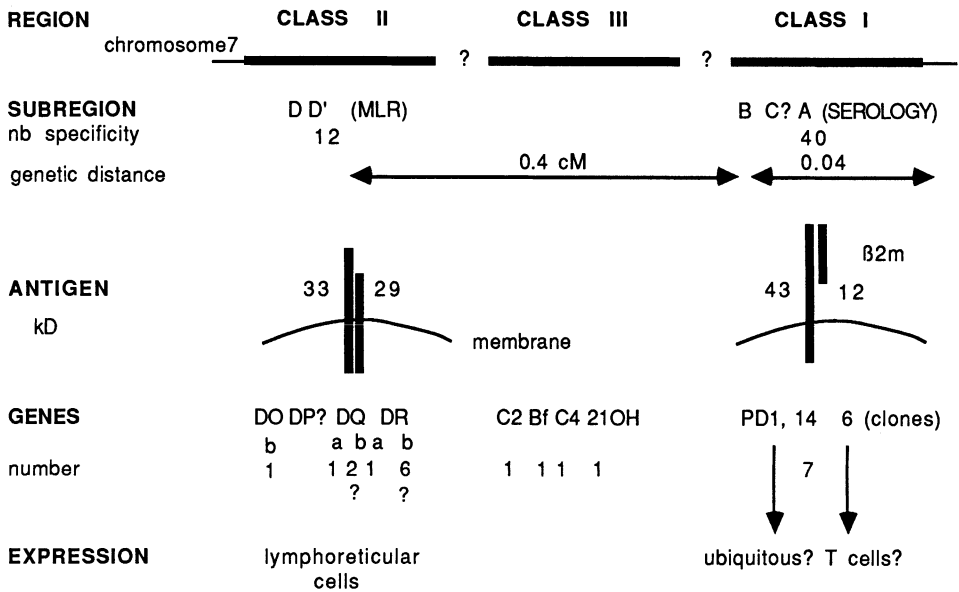 REGION CLASS II CLASS III CLASS I
chromosome7 ? ?
SUBREGION D D' (MLR) B C? A (SEROLOGY)
nb specificity 12 40
genetic distance 0.4 cM 0.04
ß2m
ANTIGEN 33 29 43 12
kD
membrane
GENES DO DP? DQ DR C2 Bf C4 21OH PD1, 14 6 (clones)
b a b a b
number 1 1 2 1 6 1 1 1 1 7
? ?
EXPRESSION lymphoreticular ubiquitous? T cells?
cells